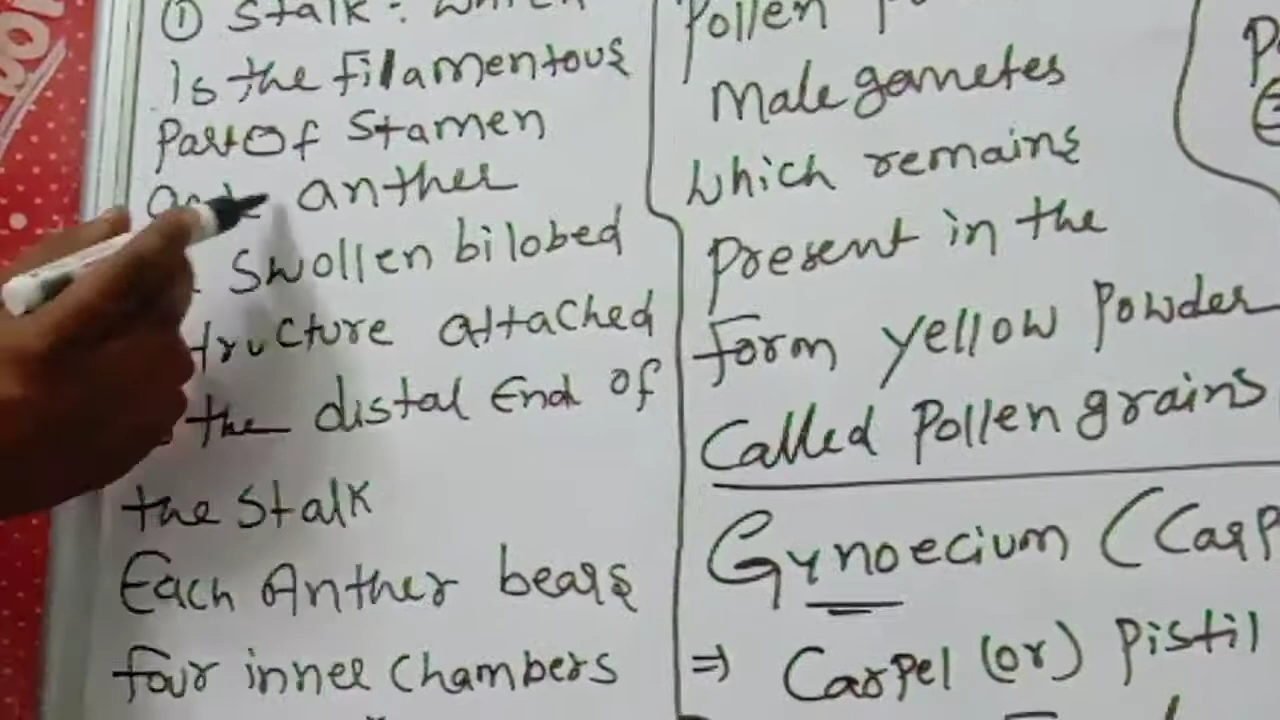 ① Stalk : which
Is the filamentous
Part Of Stamen
anther
Swollen bilobed
tructure attached
the distal End of
the Stalk
Each Anther bears
four inner Chambers
Pollen
Male gametes
which remains
present in the
form yellow Powder
Called Pollen grains
Gynoecium (Carp
⇒ Carpel (or) Pistil